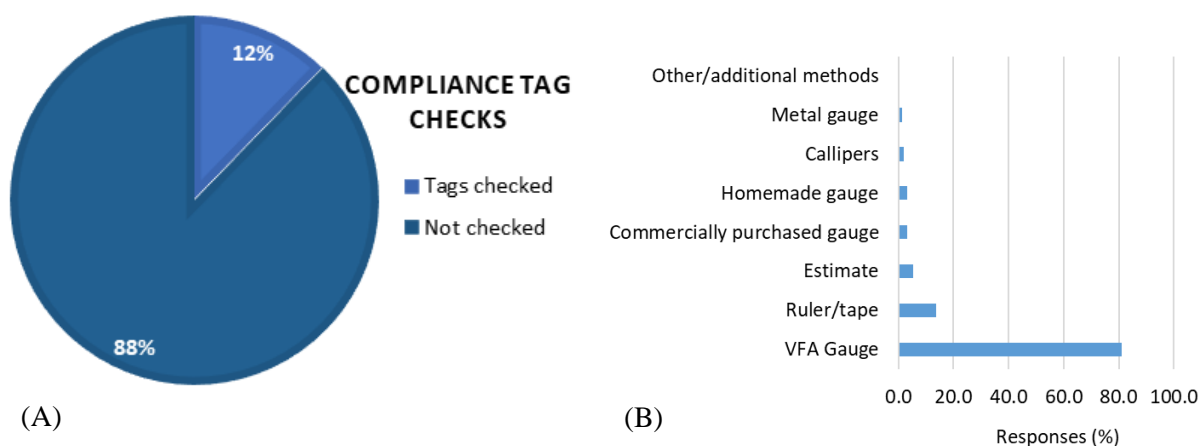 12%
COMPLIANCE TAG
CHECKS
Tags checked
Not checked
88%
(A)
Other/additional methods
Metal gauge
Callipers
Homemade gauge
Commercially purchased gauge
Estimate
Ruler/tape
VFA Gauge
0.0 20.0 40.0 60.0 80.0 100.0
Responses (%)
(B)